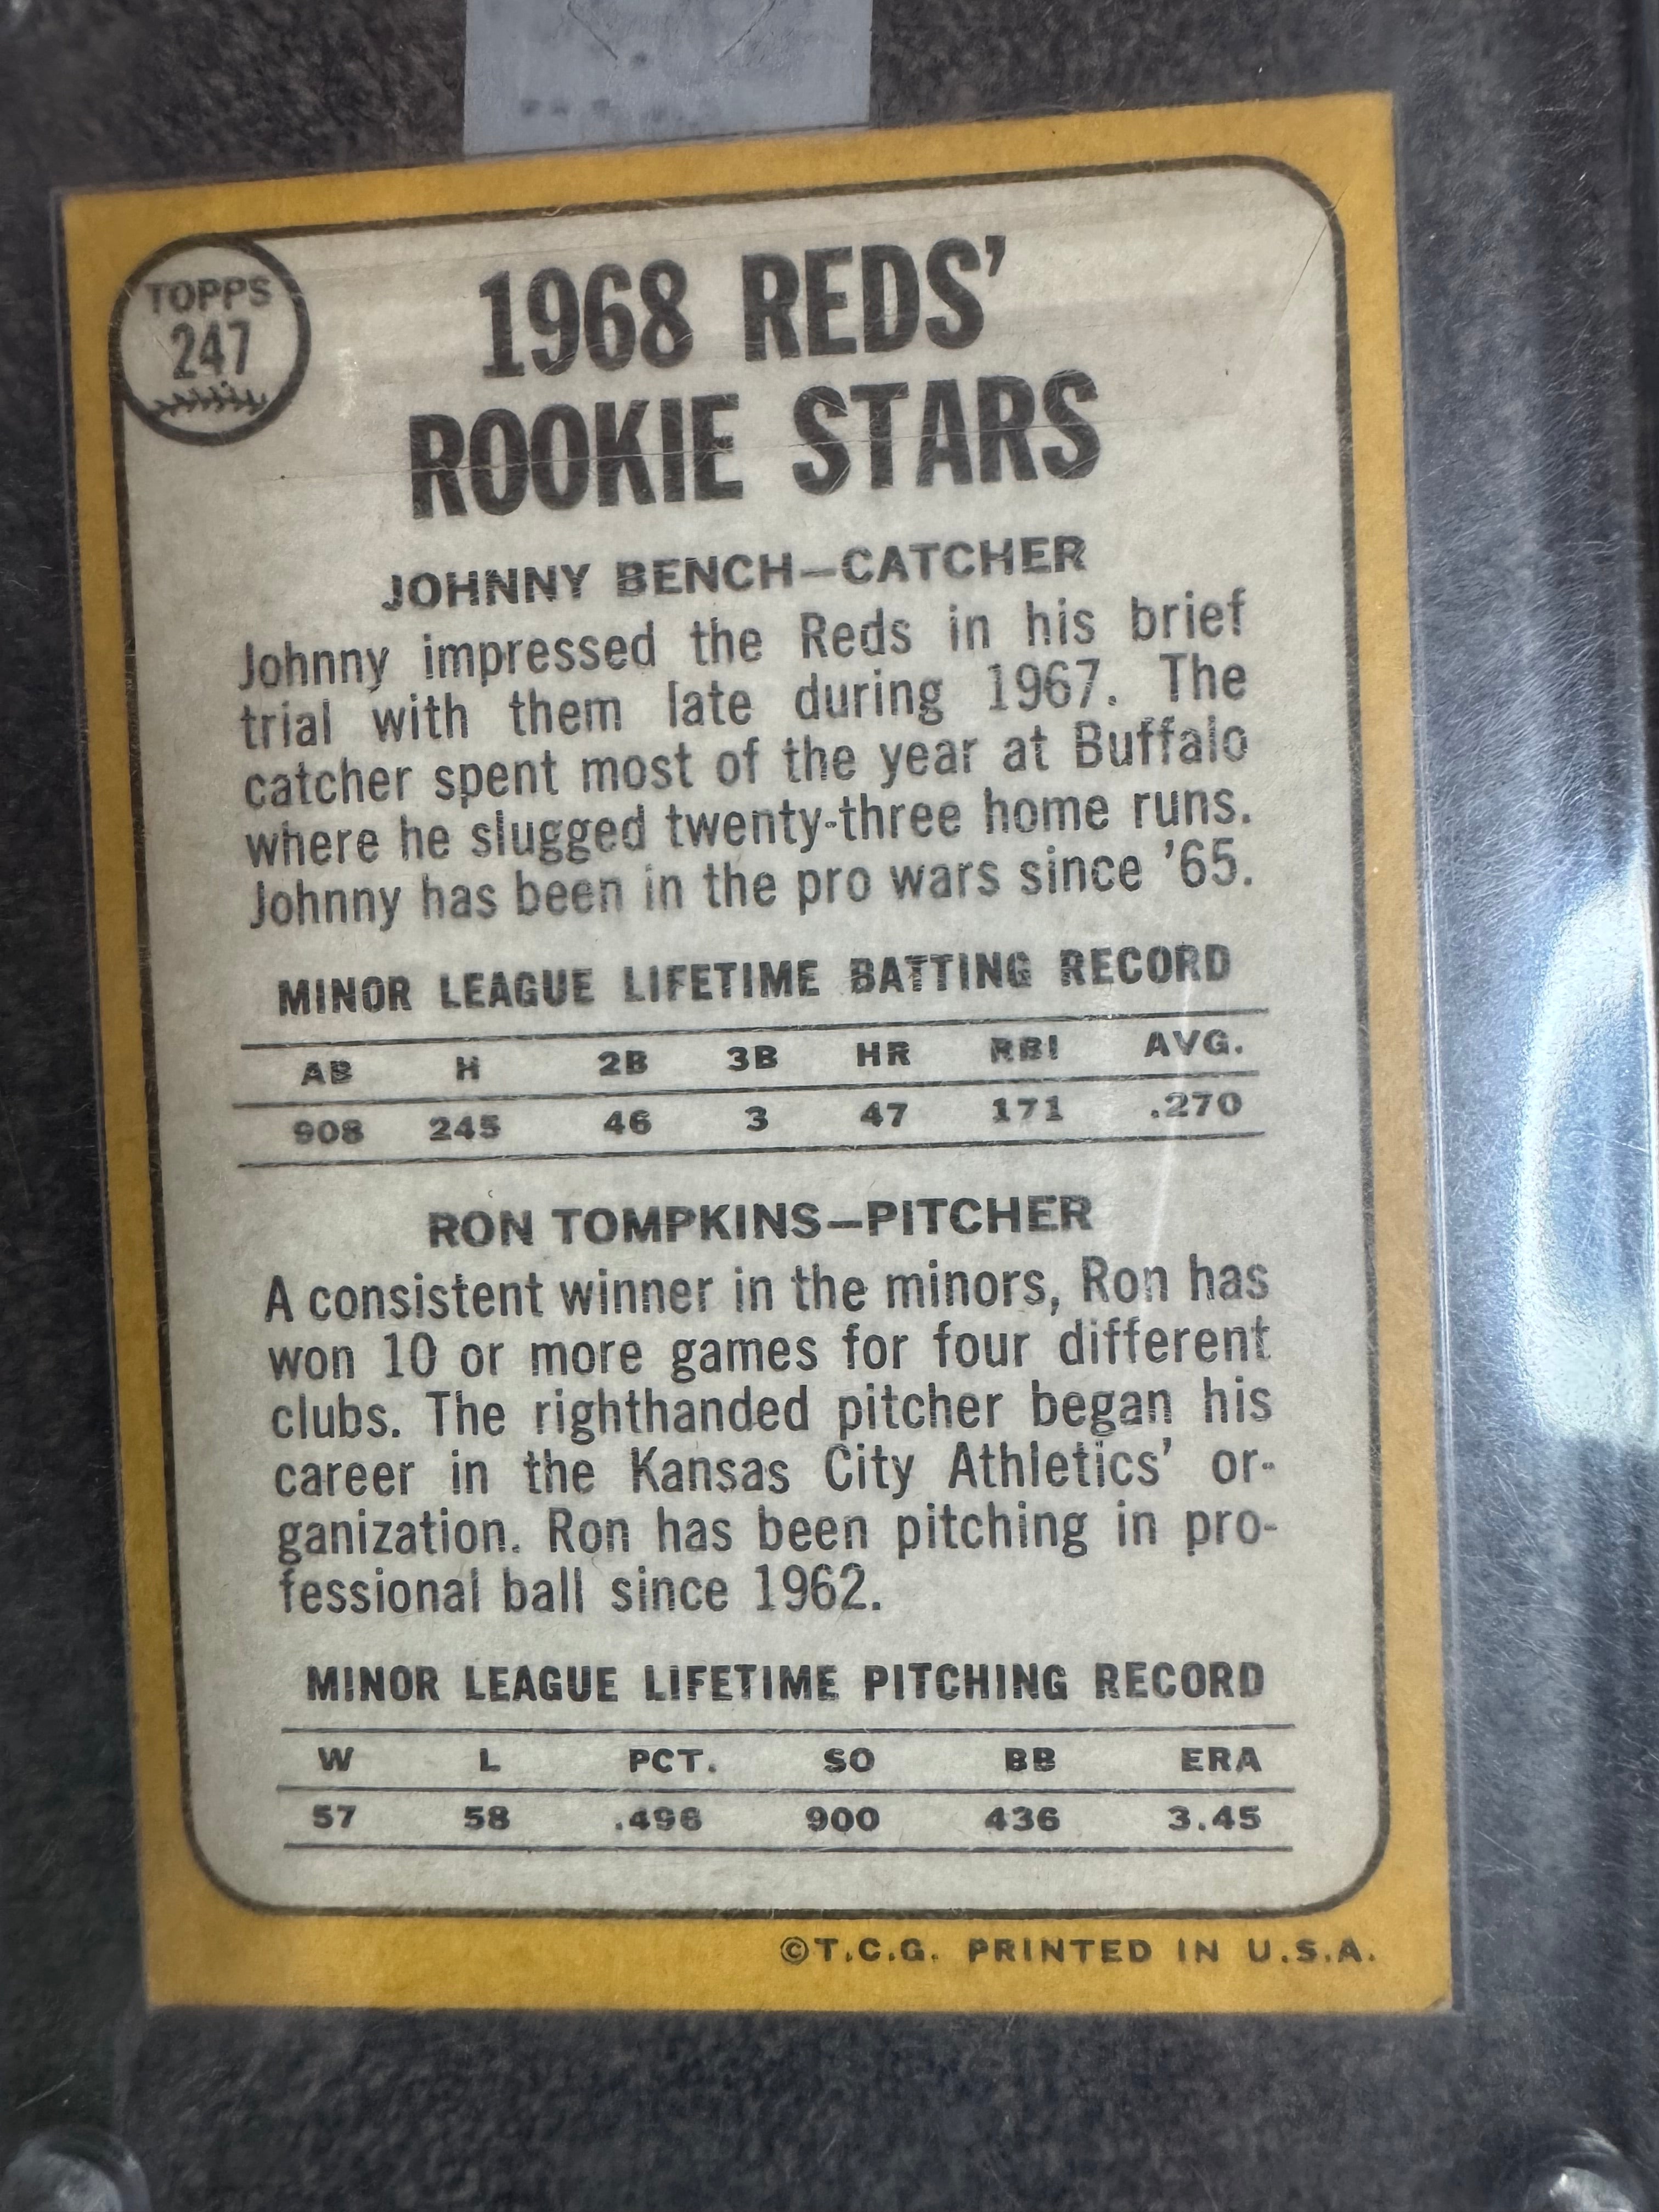 TOPPS
247
1968 REDS'
ROOKIE STARS
JOHNNY BENCH—CATCHER
Johnny impressed the Reds in his brief
trial with them late during 1967. The
catcher spent most of the year at Buffalo
where he slugged twenty-three home runs.
Johnny has been in the pro wars since '65.
MINOR LEAGUE LIFETIME BATTING RECORD
AB H 2B 3B HR RBI AVG.
908 245 46 3 47 171 .270
RON TOMPKINS—PITCHER
A consistent winner in the minors, Ron has
won 10 or more games for four different
clubs. The righthanded pitcher began his
career in the Kansas City Athletics' or-
ganization. Ron has been pitching in pro-
fessional ball since 1962.
MINOR LEAGUE LIFETIME PITCHING RECORD
W L PCT. SO BB ERA
57 58 .496 900 436 3.45
©T.C.G. PRINTED IN U.S.A.